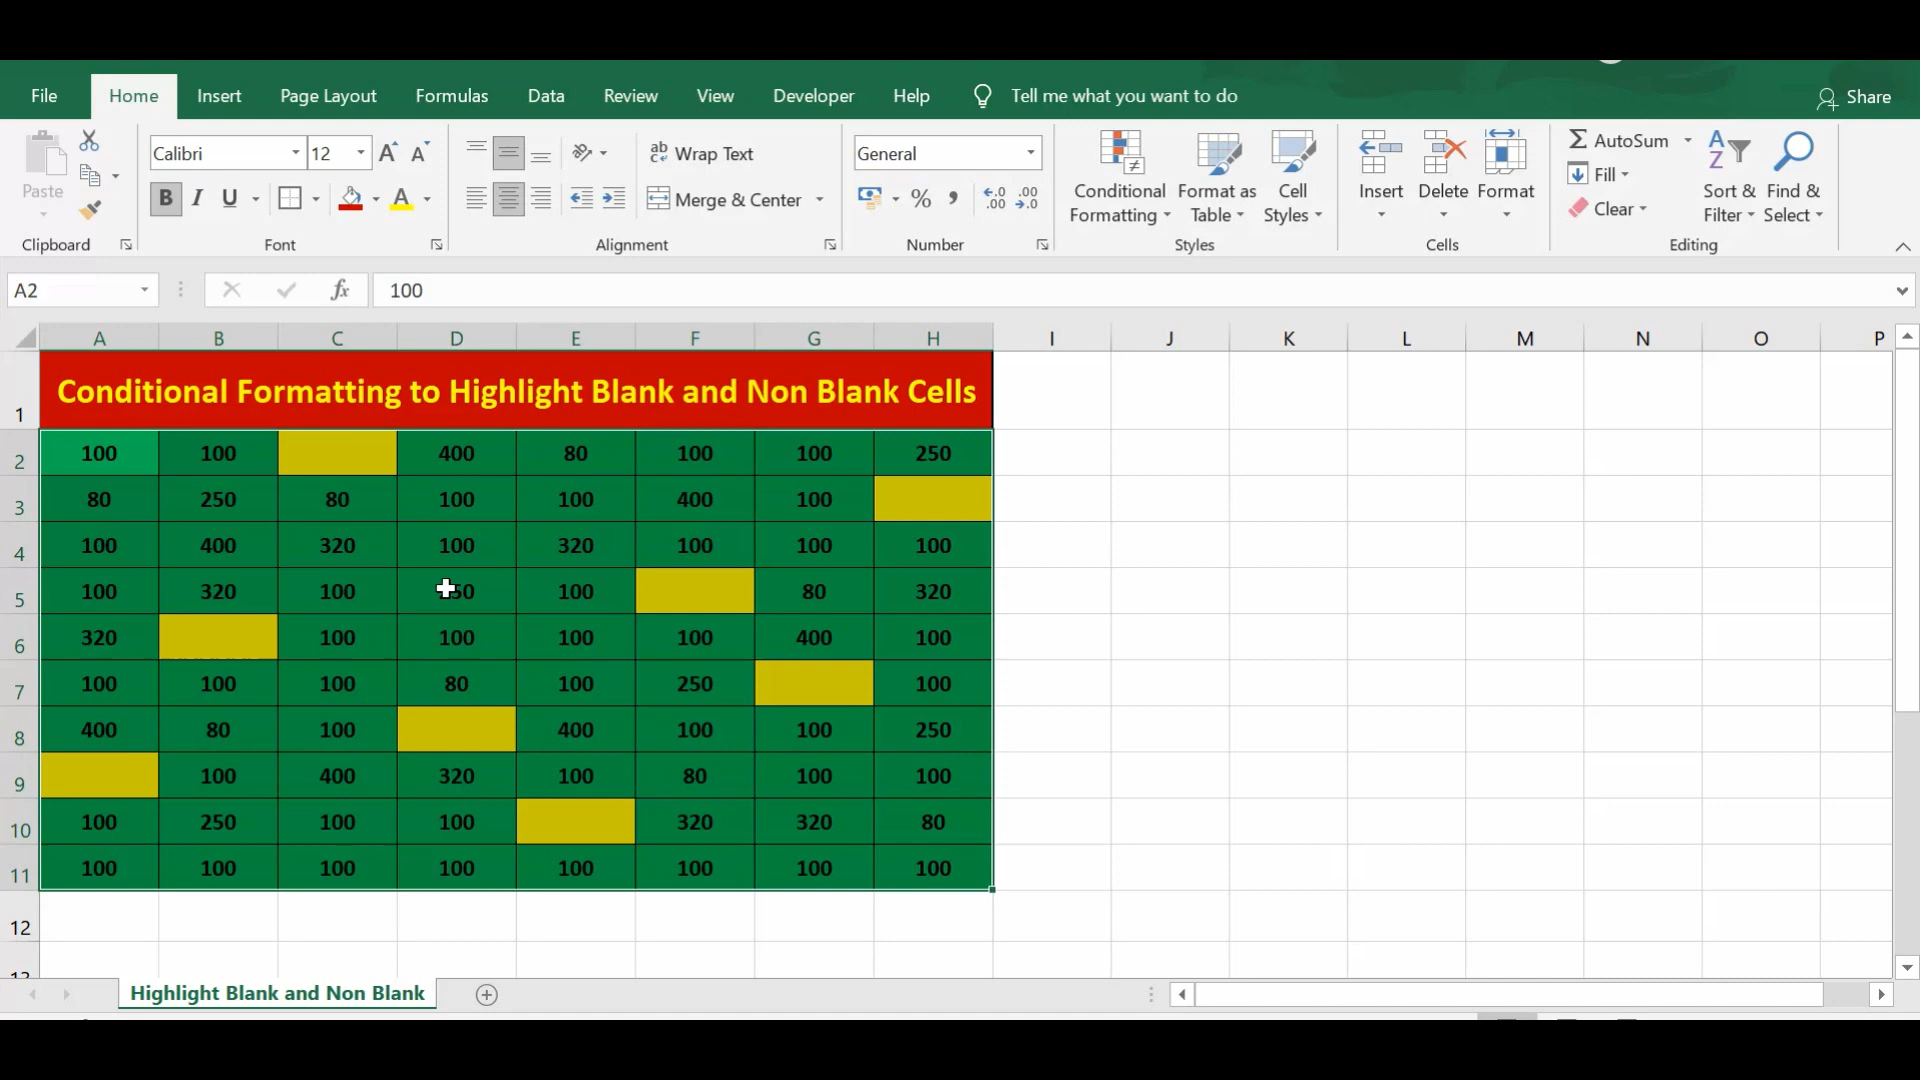 File Home Insert Page Layout Formulas Data Review View Developer Help Tell me what you want to do Share
Paste Calibri 12 Wrap Text General Conditional Formatting Format as Table Cell Styles Insert Delete Format AutoSum Fill Clear Sort & Filter Find & Select
B I U Merge & Center % ,
Clipboard Font Alignment Number Styles Cells Editing
A2 fx 100
A B C D E F G H I J K L M N O P
1 Conditional Formatting to Highlight Blank and Non Blank Cells
2 100 100 400 80 100 100 250
3 80 250 80 100 100 400 100
4 100 400 320 100 320 100 100 100
5 100 320 100 100 80 320
6 320 100 100 100 100 400 100
7 100 100 100 80 100 250 100
8 400 80 100 400 100 100 250
9 100 400 320 100 80 100 100
10 100 250 100 100 320 320 80
11 100 100 100 100 100 100 100 100
12
Highlight Blank and Non Blank